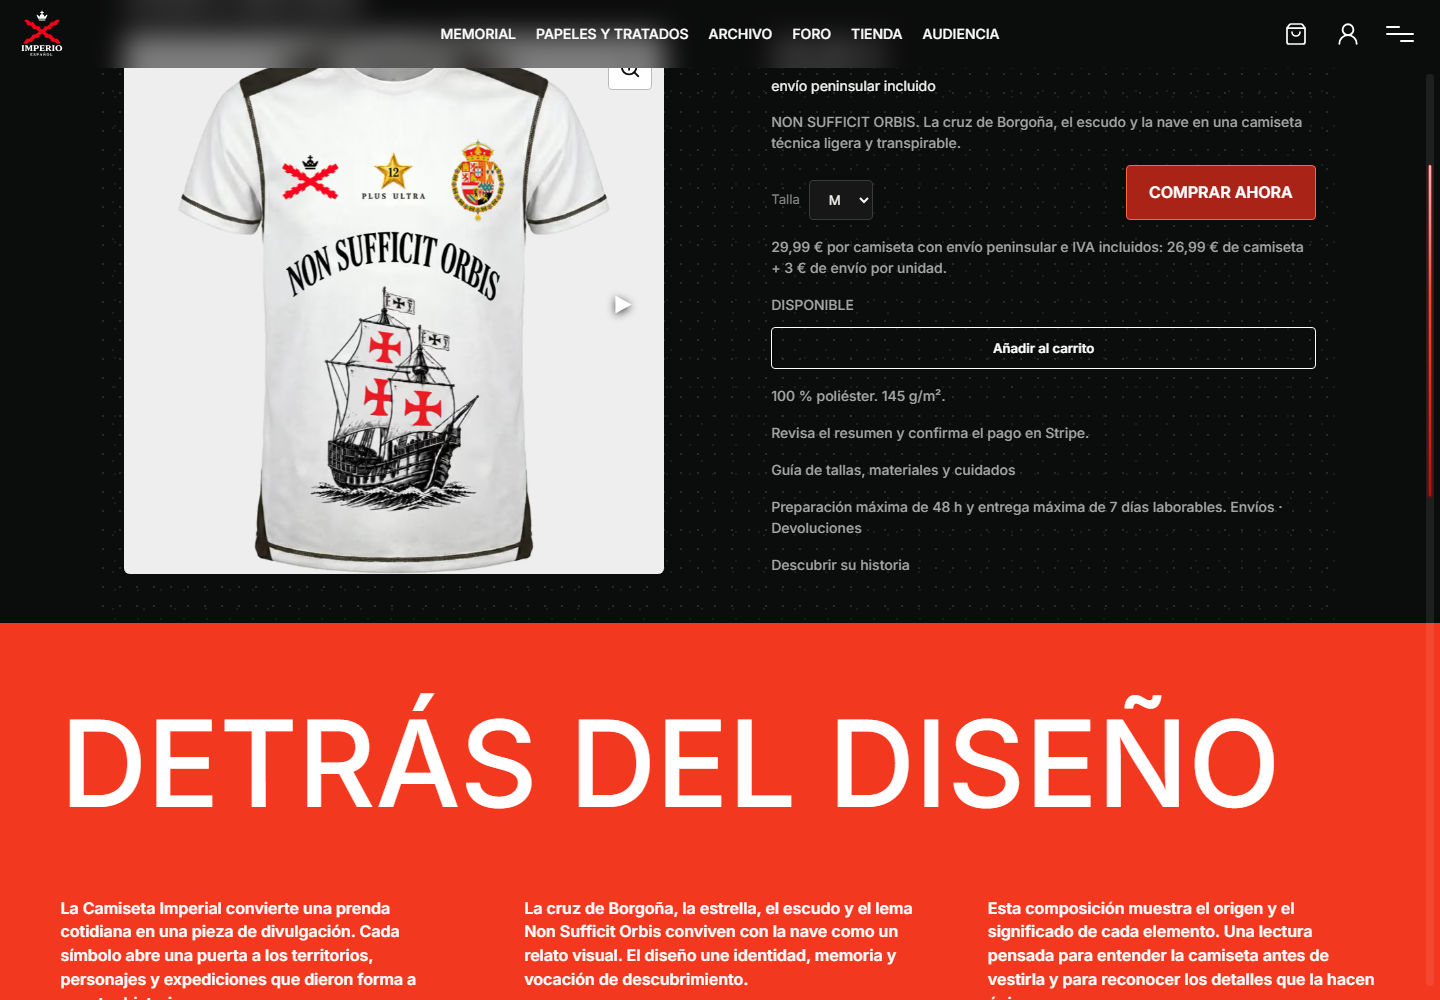 IMPERIO
ESPAÑOL
MEMORIAL PAPELES Y TRATADOS ARCHIVO FORO TIENDA AUDIENCIA
12
PLUS ULTRA
NON SUFFICIT ORBIS
envío peninsular incluido
NON SUFFICIT ORBIS. La cruz de Borgoña, el escudo y la nave en una camiseta
técnica ligera y transpirable.
Talla M
COMPRAR AHORA
29,99 € por camiseta con envío peninsular e IVA incluidos: 26,99 € de camiseta
+ 3 € de envío por unidad.
DISPONIBLE
Añadir al carrito
100 % poliéster. 145 g/m².
Revisa el resumen y confirma el pago en Stripe.
Guía de tallas, materiales y cuidados
Preparación máxima de 48 h y entrega máxima de 7 días laborables. Envíos ·
Devoluciones
Descubrir su historia
DETRÁS DEL DISEÑO
La Camiseta Imperial convierte una prenda
cotidiana en una pieza de divulgación. Cada
símbolo abre una puerta a los territorios,
personajes y expediciones que dieron forma a
La cruz de Borgoña, la estrella, el escudo y el lema
Non Sufficit Orbis conviven con la nave como un
relato visual. El diseño une identidad, memoria y
vocación de descubrimiento.
Esta composición muestra el origen y el
significado de cada elemento. Una lectura
pensada para entender la camiseta antes de
vestirla y para reconocer los detalles que la hacen